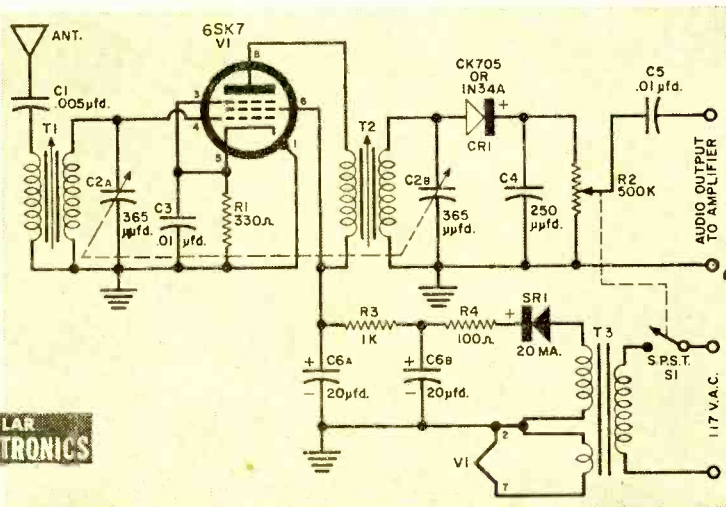 ANT.
C1
.005µfd.
T1
C2A
365
µµfd.
C3
.01 µfd.
6SK7
V1
8
3
4
6
5
1
R1
330Ω
T2
C2B
365
µµfd.
CK705
OR
1N34A
+
CR1
C4
250
µµfd.
R2
500K
C5
.01µfd.
AUDIO OUTPUT
TO AMPLIFIER
R3
1K
R4
100Ω
+
SR1
20 MA.
T3
S.P.S.T.
S1
117 V.A.C.
+
C6A
-
20µfd.
+
C6B
-
20µfd.
2
V1
7
LAR
TRONICS